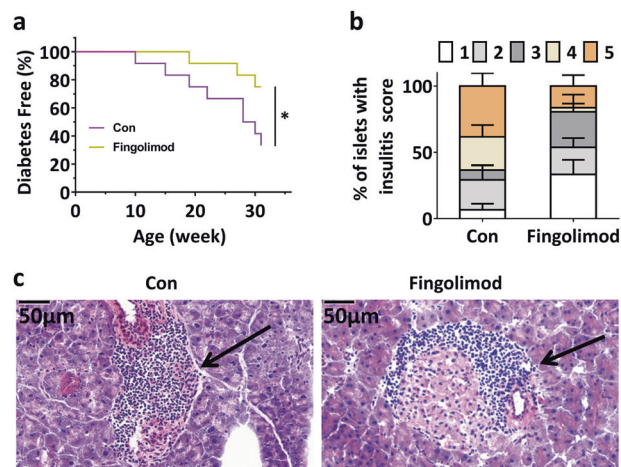 a
Diabetes Free (%)
100
80
60
40
20
0
Con
Fingolimod
*
0 10 20 30
Age (week)
b
1 2 3 4 5
% of islets with
insulitis score
100
50
0
Con Fingolimod
c
Con Fingolimod
50μm 50μm